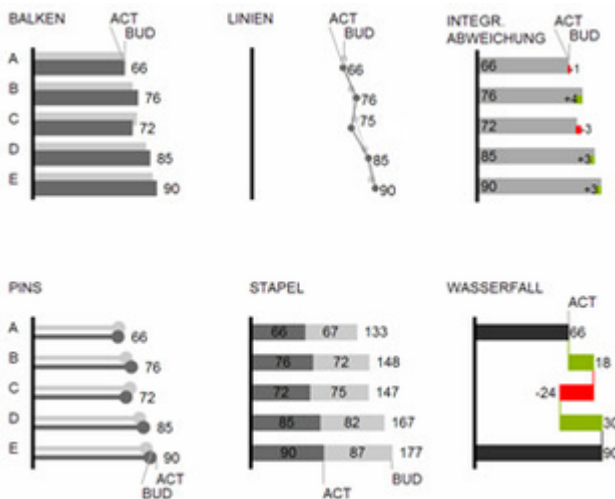 BALKEN
ACT
BUD
A 66
B 76
C 72
D 85
E 90
LINIEN
ACT
BUD
66
76
75
85
90
INTEGR.
ABWEICHUNG
ACT
BUD
66 -1
76 +4
72 -3
85 +3
90 +3
PINS
A 66
B 76
C 72
D 85
E 90
ACT
BUD
STAPEL
66 67 133
76 72 148
72 75 147
85 82 167
90 87 177
ACT
BUD
WASSERFALL
ACT
66
18
-24
30
90